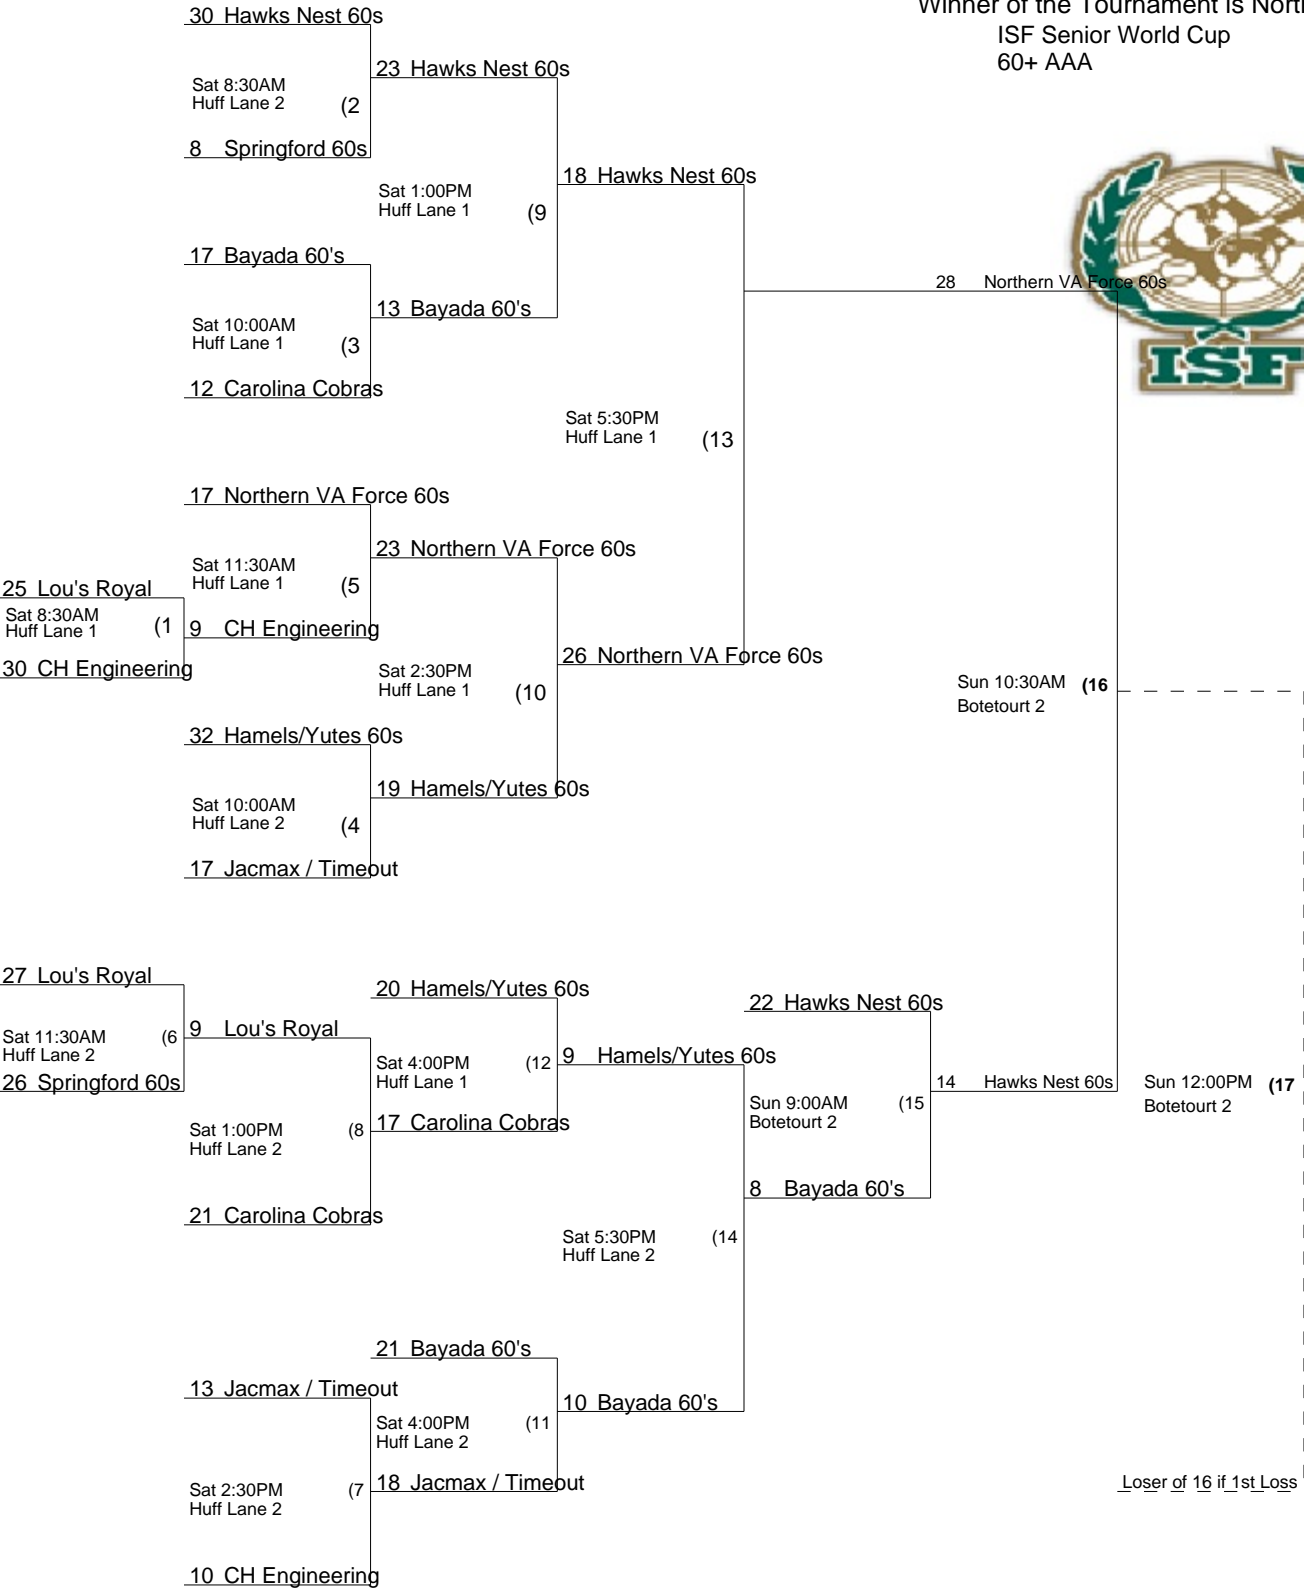 Winner of the Tournament is North
ISF Senior World Cup
60+ AAA
30 Hawks Nest 60s
Sat 8:30AM
Huff Lane 2 (2
8 Springford 60s
23 Hawks Nest 60s
Sat 1:00PM
Huff Lane 1 (9
18 Hawks Nest 60s
17 Bayada 60's
13 Bayada 60's
Sat 10:00AM
Huff Lane 1 (3
12 Carolina Cobras
28 Northern VA Force 60s
ISF
Sat 5:30PM
Huff Lane 1 (13
17 Northern VA Force 60s
23 Northern VA Force 60s
Sat 11:30AM
Huff Lane 1 (5
25 Lou's Royal
Sat 8:30AM
Huff Lane 1 (1
9 CH Engineering
30 CH Engineering
26 Northern VA Force 60s
Sat 2:30PM
Huff Lane 1 (10
Sun 10:30AM (16
Botetourt 2
32 Hamels/Yutes 60s
19 Hamels/Yutes 60s
Sat 10:00AM
Huff Lane 2 (4
17 Jacmax / Timeout
27 Lou's Royal
20 Hamels/Yutes 60s
22 Hawks Nest 60s
9 Lou's Royal
Sat 11:30AM (6
Huff Lane 2
26 Springford 60s
Sat 4:00PM (12
Huff Lane 1
9 Hamels/Yutes 60s
14 Hawks Nest 60s
Sun 12:00PM (17
Botetourt 2
Sun 9:00AM (15
Botetourt 2
17 Carolina Cobras
Sat 1:00PM (8
Huff Lane 2
8 Bayada 60's
21 Carolina Cobras
Sat 5:30PM (14
Huff Lane 2
21 Bayada 60's
13 Jacmax / Timeout
10 Bayada 60's
Sat 4:00PM (11
Huff Lane 2
18 Jacmax / Timeout
Sat 2:30PM (7
Huff Lane 2
Loser of 16 if 1st Loss
10 CH Engineering